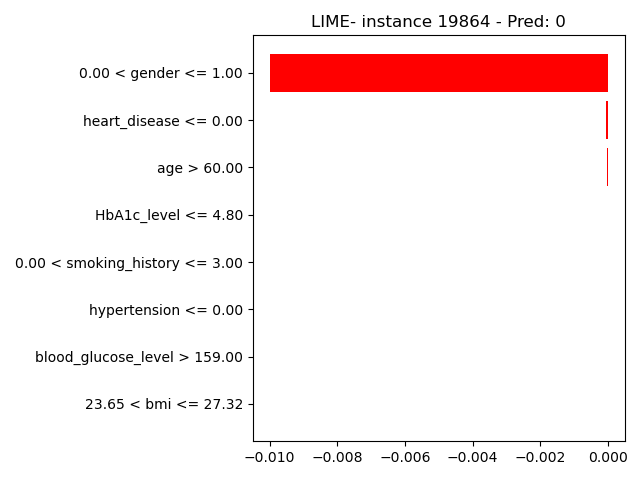 LIME- instance 19864 - Pred: 0
0.00 < gender <= 1.00
heart_disease <= 0.00
age > 60.00
HbA1c_level <= 4.80
0.00 < smoking_history <= 3.00
hypertension <= 0.00
blood_glucose_level > 159.00
23.65 < bmi <= 27.32
−0.010 −0.008 −0.006 −0.004 −0.002 0.000